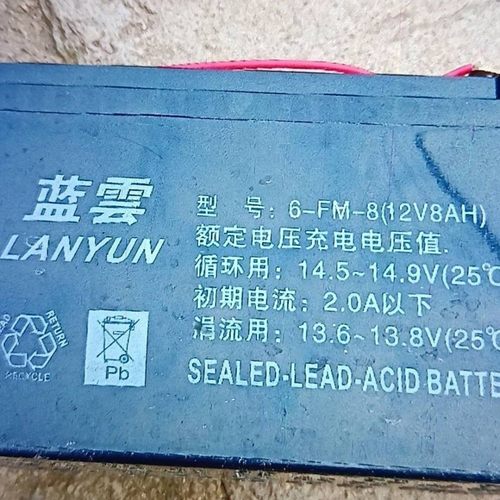 蓝雲
LANYUN
型 号: 6-FM-8(12V8AH)
额定电压充电电压值.
循环用: 14.5~14.9V(25℃
初期电流: 2.0A以下
涓流用: 13.6~13.8V(25℃
SEALED-LEAD-ACID BATTE
RETURN
RECYCLE
Pb